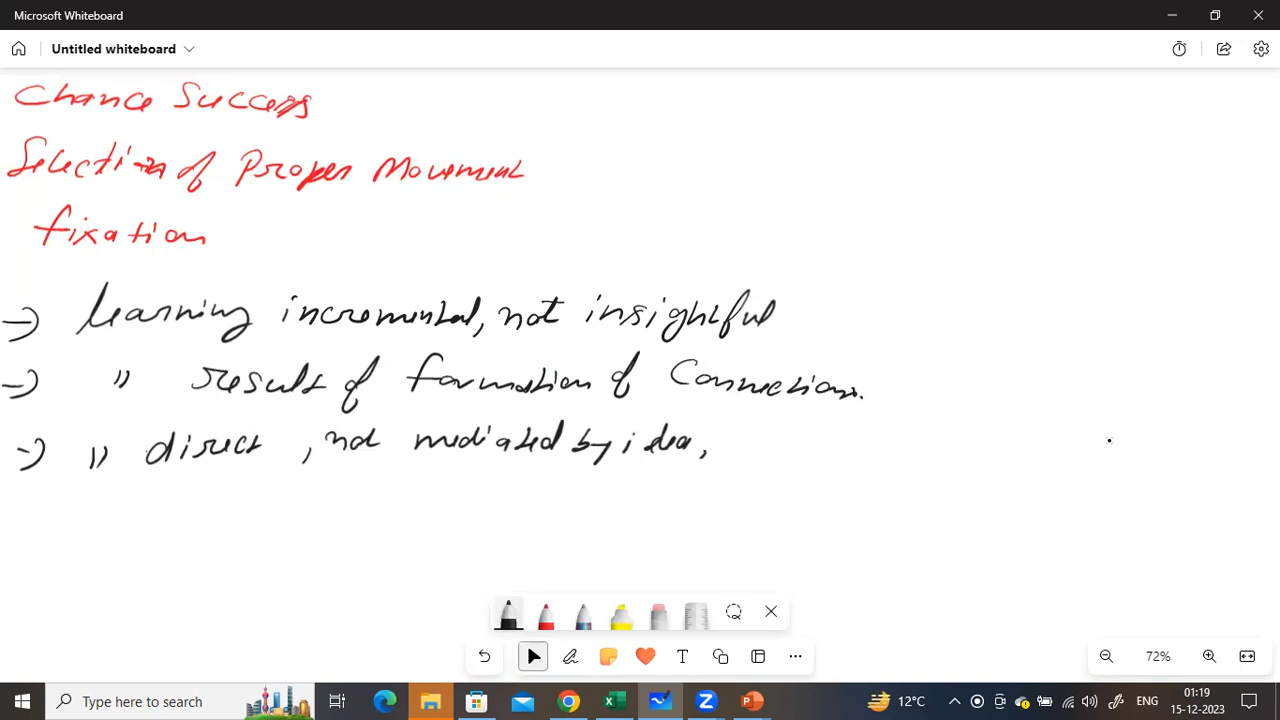 Microsoft Whiteboard
Untitled whiteboard
Chance Success
Selection of Proper Movement
fixation
→ learning incremental, not insightful
→ " result of formation of Connections.
→ " direct, not mediated by idea,
72%
Type here to search
12°C
ENG
01:19
15-12-2023